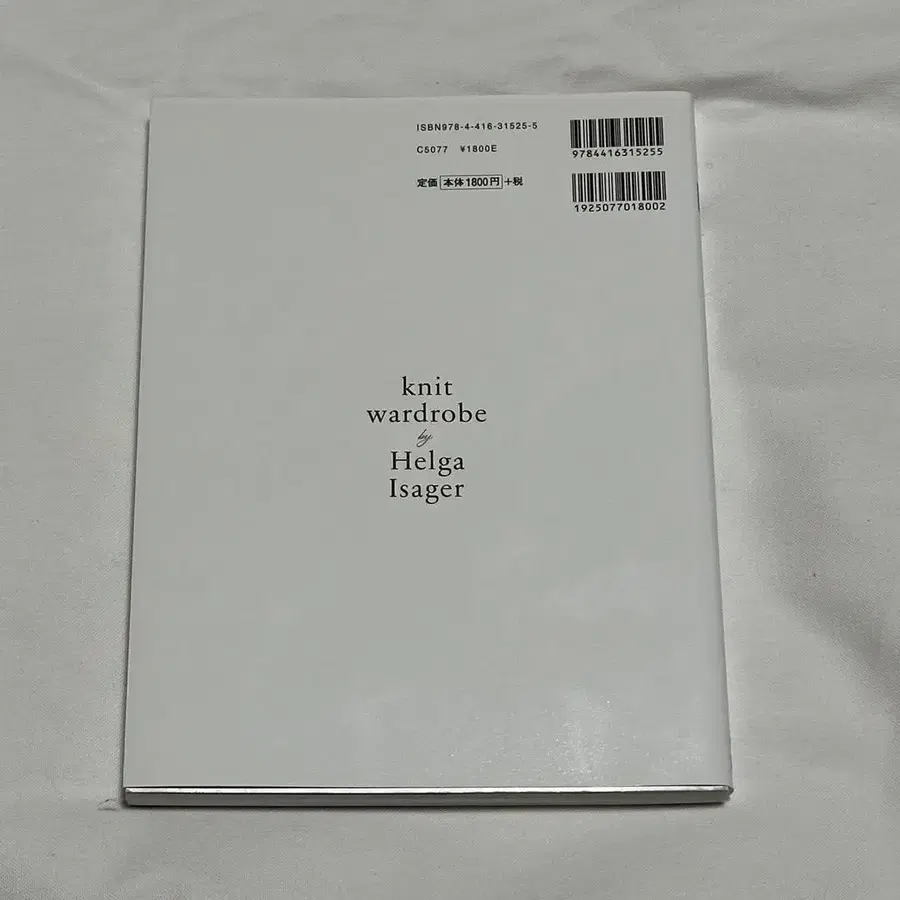 ISBN978-4-416-31525-5
C5077 ¥1800E
定価 本体1800円 +税
9784416315255
1925077018002
knit
wardrobe
by
Helga
Isager